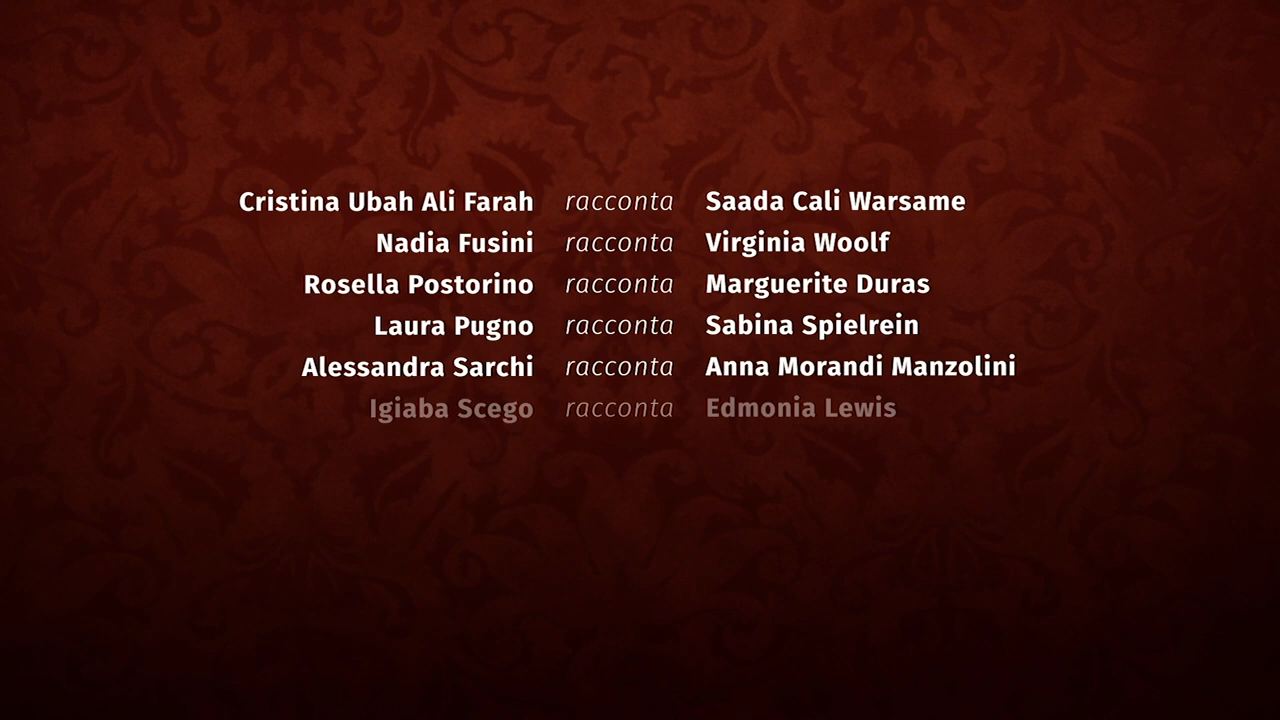 Cristina Ubah Ali Farah racconta Saada Cali Warsame
Nadia Fusini racconta Virginia Woolf
Rosella Postorino racconta Marguerite Duras
Laura Pugno racconta Sabina Spielrein
Alessandra Sarchi racconta Anna Morandi Manzolini
Igiaba Scego racconta Edmonia Lewis